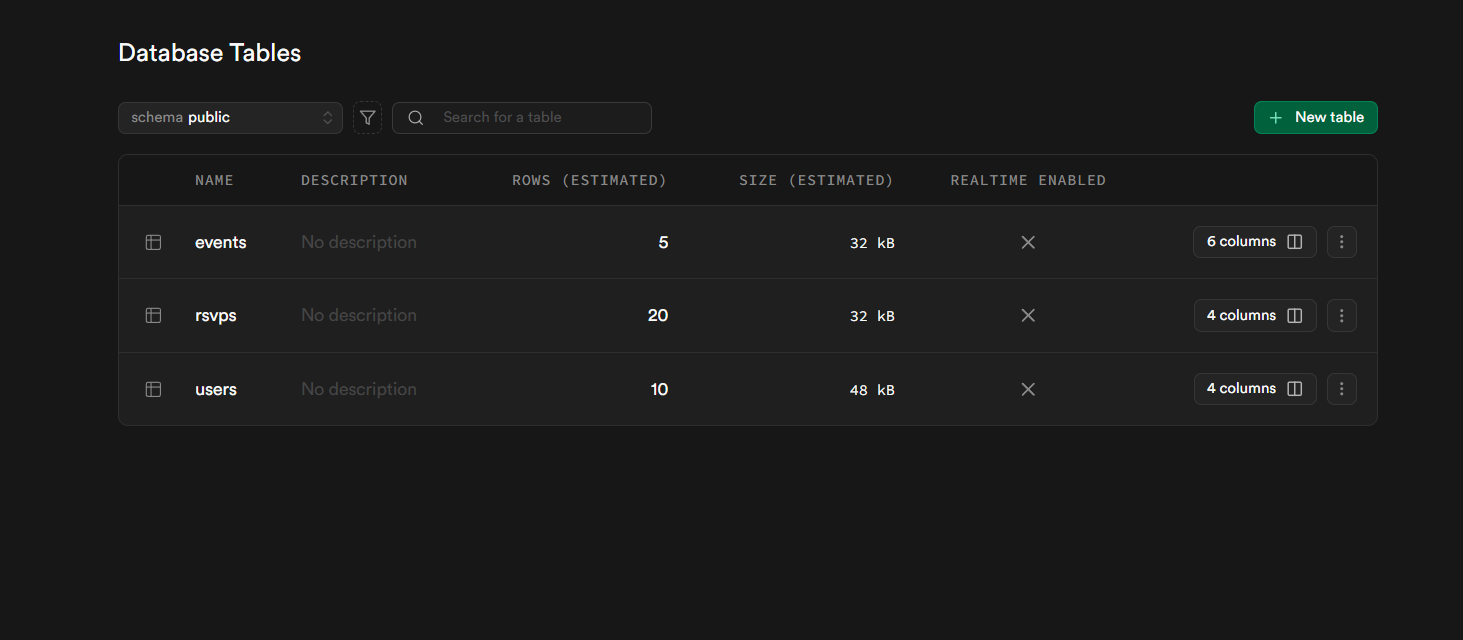 Database Tables
schema public
Search for a table
New table
NAME DESCRIPTION ROWS (ESTIMATED) SIZE (ESTIMATED) REALTIME ENABLED
events No description 5 32 kB 6 columns
rsvps No description 20 32 kB 4 columns
users No description 10 48 kB 4 columns